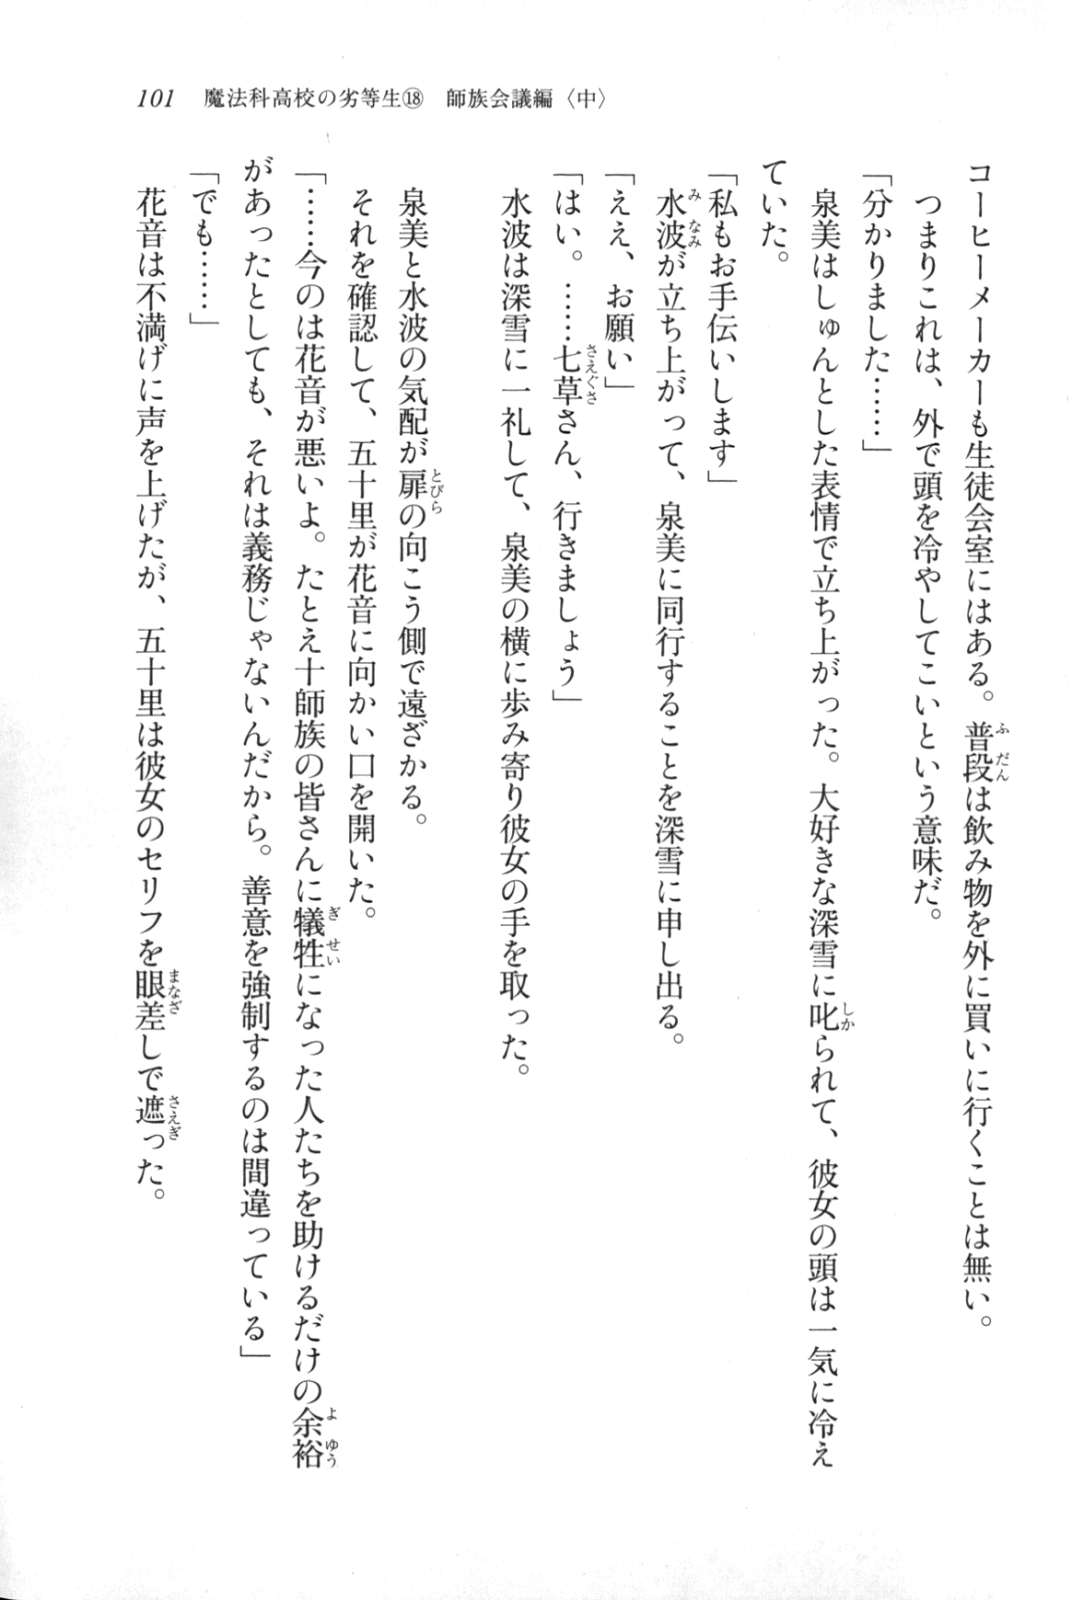 101　魔法科高校の劣等生⑱　師族会議編〈中〉
コーヒーメーカーも生徒会室にはある。普段は飲み物を外に買いに行くことは無い。
つまりこれは、外で頭を冷やしてこいという意味だ。
「分かりました……」
泉美はしゅんとした表情で立ち上がった。大好きな深雪に叱られて、彼女の頭は一気に冷え
ていた。
「私もお手伝いします」
水波が立ち上がって、泉美に同行することを深雪に申し出る。
「ええ、お願い」
「はい。……七草さん、行きましょう」
水波は深雪に一礼して、泉美の横に歩み寄り彼女の手を取った。
泉美と水波の気配が扉の向こう側で遠ざかる。
それを確認して、五十里が花音に向かい口を開いた。
「……今のは花音が悪いよ。たとえ十師族の皆さんに犠牲になった人たちを助けるだけの余裕
があったとしても、それは義務じゃないんだから。善意を強制するのは間違っている」
「でも……」
花音は不満げに声を上げたが、五十里は彼女のセリフを眼差しで遮った。